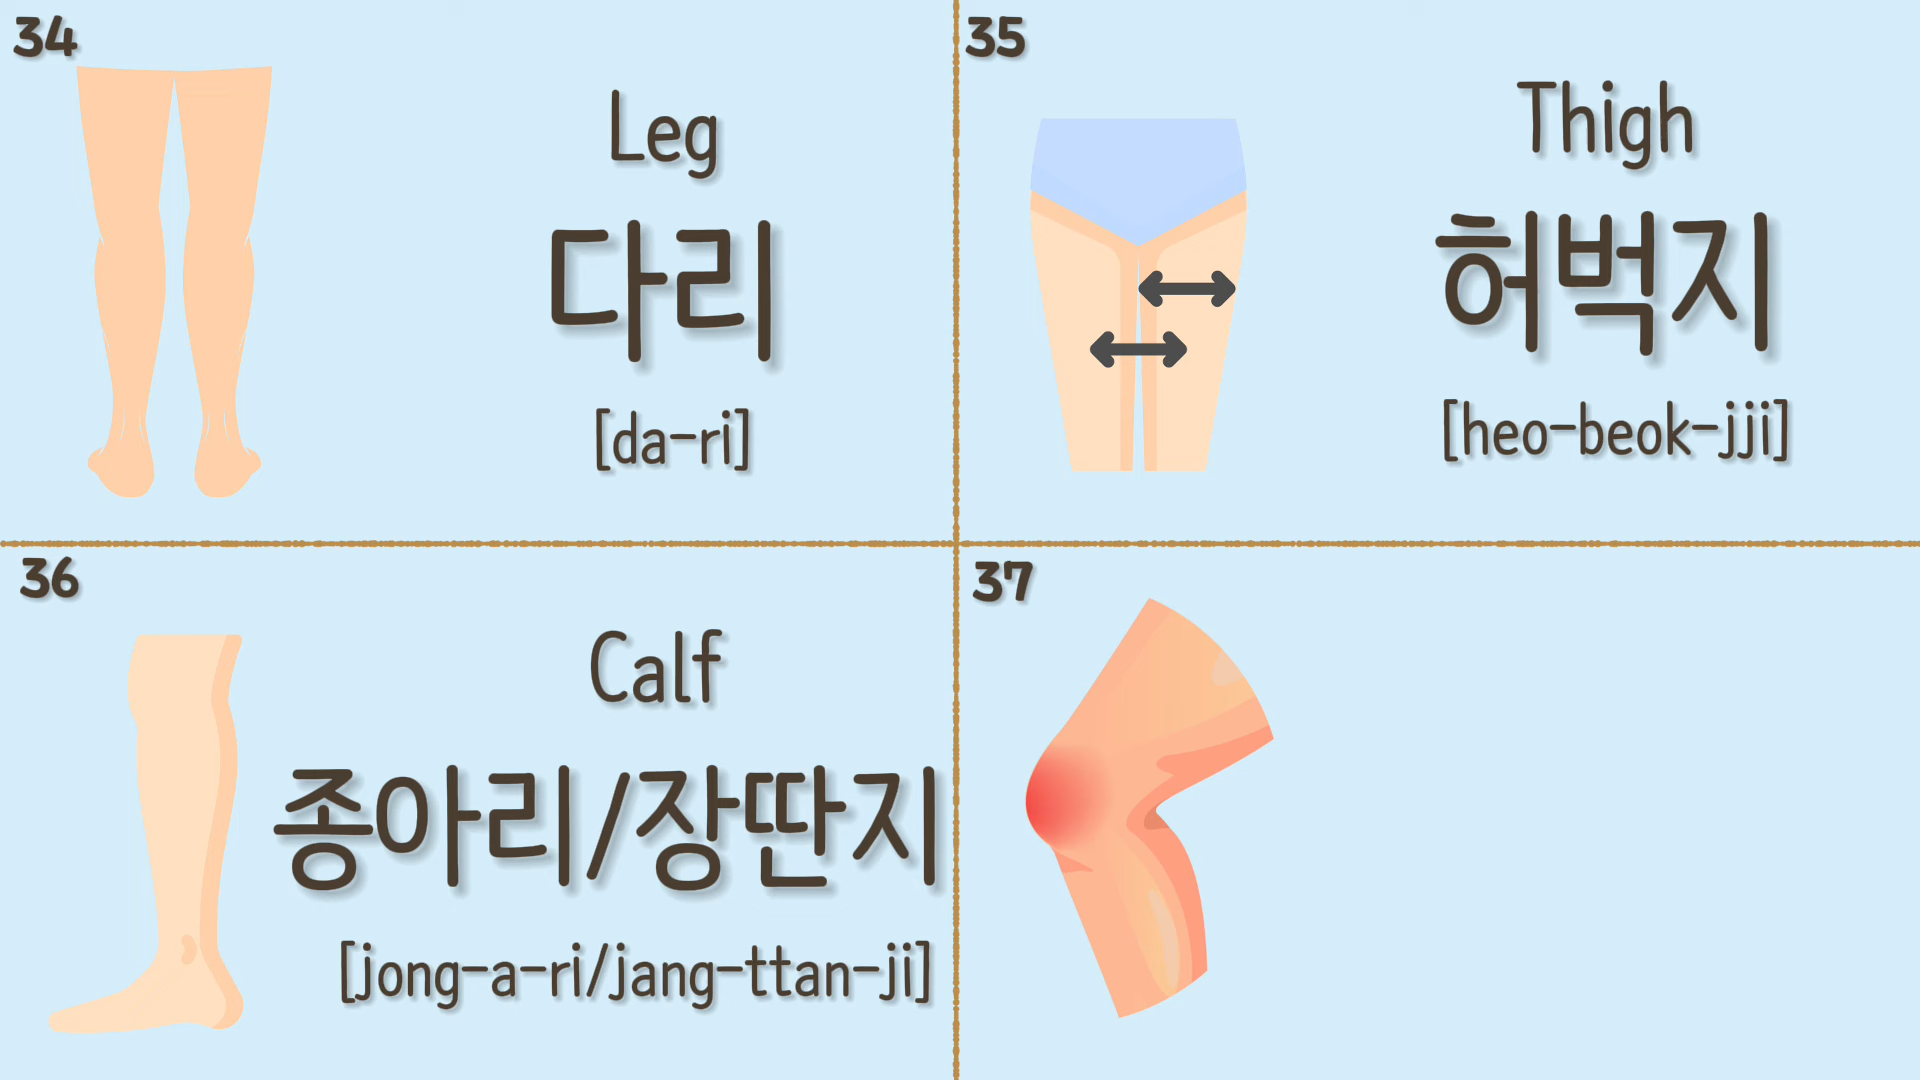 34
Leg
다리
[da-ri]
35
Thigh
허벅지
[heo-beok-jji]
36
Calf
종아리/장딴지
[jong-a-ri/jang-ttan-ji]
37